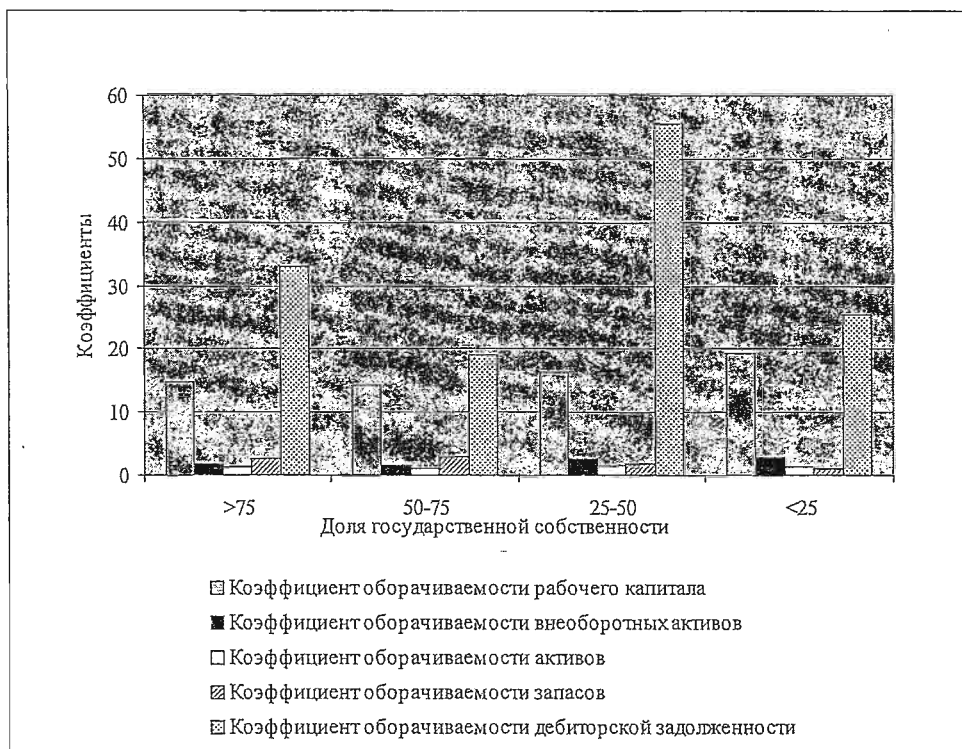 60
50
40
30
20
10
0
Коэффициенты
>75
50-75
25-50
<25
Доля государственной собственности
Коэффициент оборачиваемости рабочего капитала
Коэффициент оборачиваемости внеоборотных активов
Коэффициент оборачиваемости активов
Коэффициент оборачиваемости запасов
Коэффициент оборачиваемости дебиторской задолженности